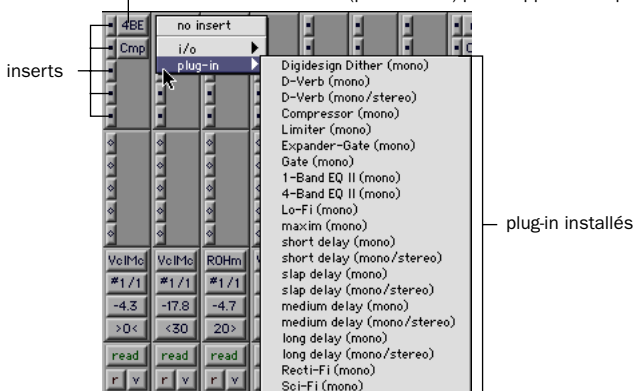 4BE
no insert
Cmp
i/o
inserts
plug-in
Digidesign Dither (mono)
D-Verb (mono)
D-Verb (mono/stereo)
Compressor (mono)
Limiter (mono)
Expander-Gate (mono)
Gate (mono)
1-Band EQ II (mono)
4-Band EQ II (mono)
Lo-Fi (mono)
maxim (mono)
short delay (mono)
short delay (mono/stereo)
slap delay (mono)
slap delay (mono/stereo)
medium delay (mono)
medium delay (mono/stereo)
long delay (mono)
long delay (mono/stereo)
Recti-Fi (mono)
Sci-Fi (mono)
plug-in installés
VclMc VclMc ROHm
#1/1 #1/1 #1/1
-4.3 -17.8 -4.7
>0< <30 20>
read read read
r v r v r v